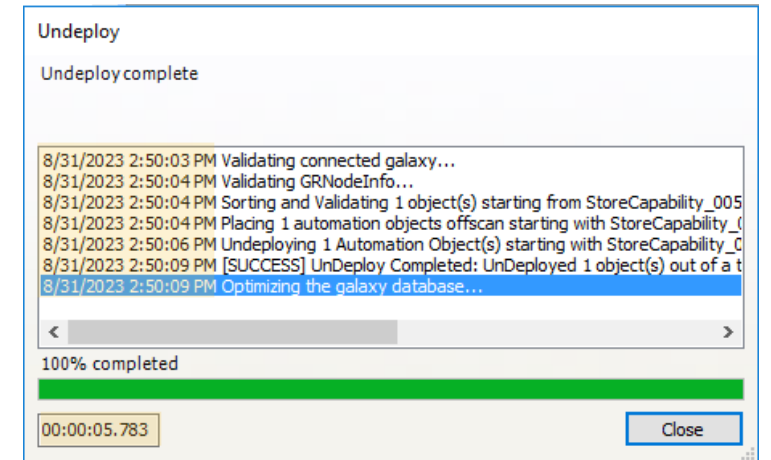 Undeploy
Undeploy complete
8/31/2023 2:50:03 PM Validating connected galaxy...
8/31/2023 2:50:04 PM Validating GRNodeInfo...
8/31/2023 2:50:04 PM Sorting and Validating 1 object(s) starting from StoreCapability_005
8/31/2023 2:50:04 PM Placing 1 automation objects offscan starting with StoreCapability_
8/31/2023 2:50:06 PM Undeploying 1 Automation Object(s) starting with StoreCapability_
8/31/2023 2:50:09 PM [SUCCESS] UnDeploy Completed: UnDeployed 1 object(s) out of a t
8/31/2023 2:50:09 PM Optimizing the galaxy database...
100% completed
00:00:05.783
Close